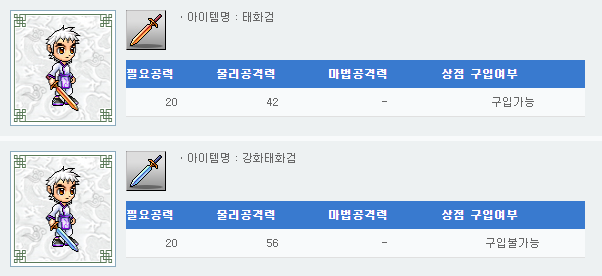 · 아이템명 : 태화검
필요공력 물리공격력 마법공격력 상점 구입여부
20 42 - 구입가능
· 아이템명 : 강화태화검
필요공력 물리공격력 마법공격력 상점 구입여부
20 56 - 구입불가능